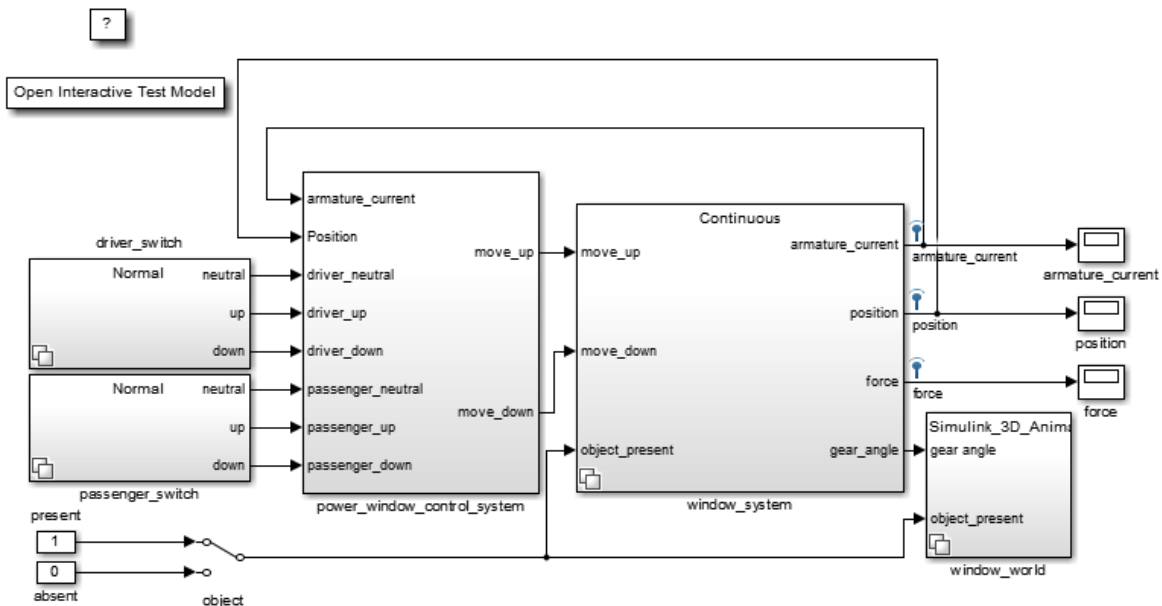 ?
Open Interactive Test Model
driver_switch
Normal
neutral
up
down
Normal
neutral
up
down
passenger_switch
armature_current
Position
driver_neutral
driver_up
driver_down
passenger_neutral
passenger_up
passenger_down
move_up
move_down
power_window_control_system
Continuous
move_up
move_down
object_present
armature_current
position
force
gear_angle
window_system
armature_current
position
force
armature_current
position
force
Simulink_3D_Anima
gear angle
object_present
window_world
present
1
0
absent
object